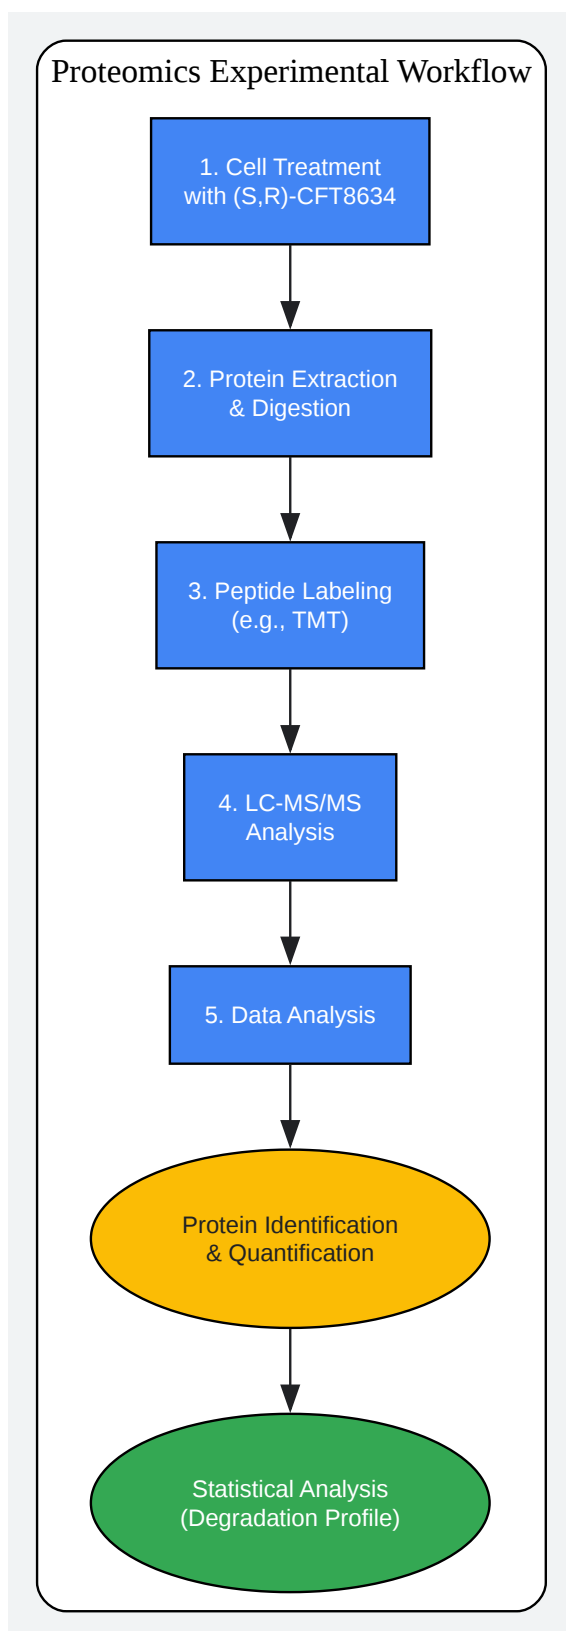 Proteomics Experimental Workflow
1. Cell Treatment
with (S,R)-CFT8634
2. Protein Extraction
& Digestion
3. Peptide Labeling
(e.g., TMT)
4. LC-MS/MS
Analysis
5. Data Analysis
Protein Identification
& Quantification
Statistical Analysis
(Degradation Profile)